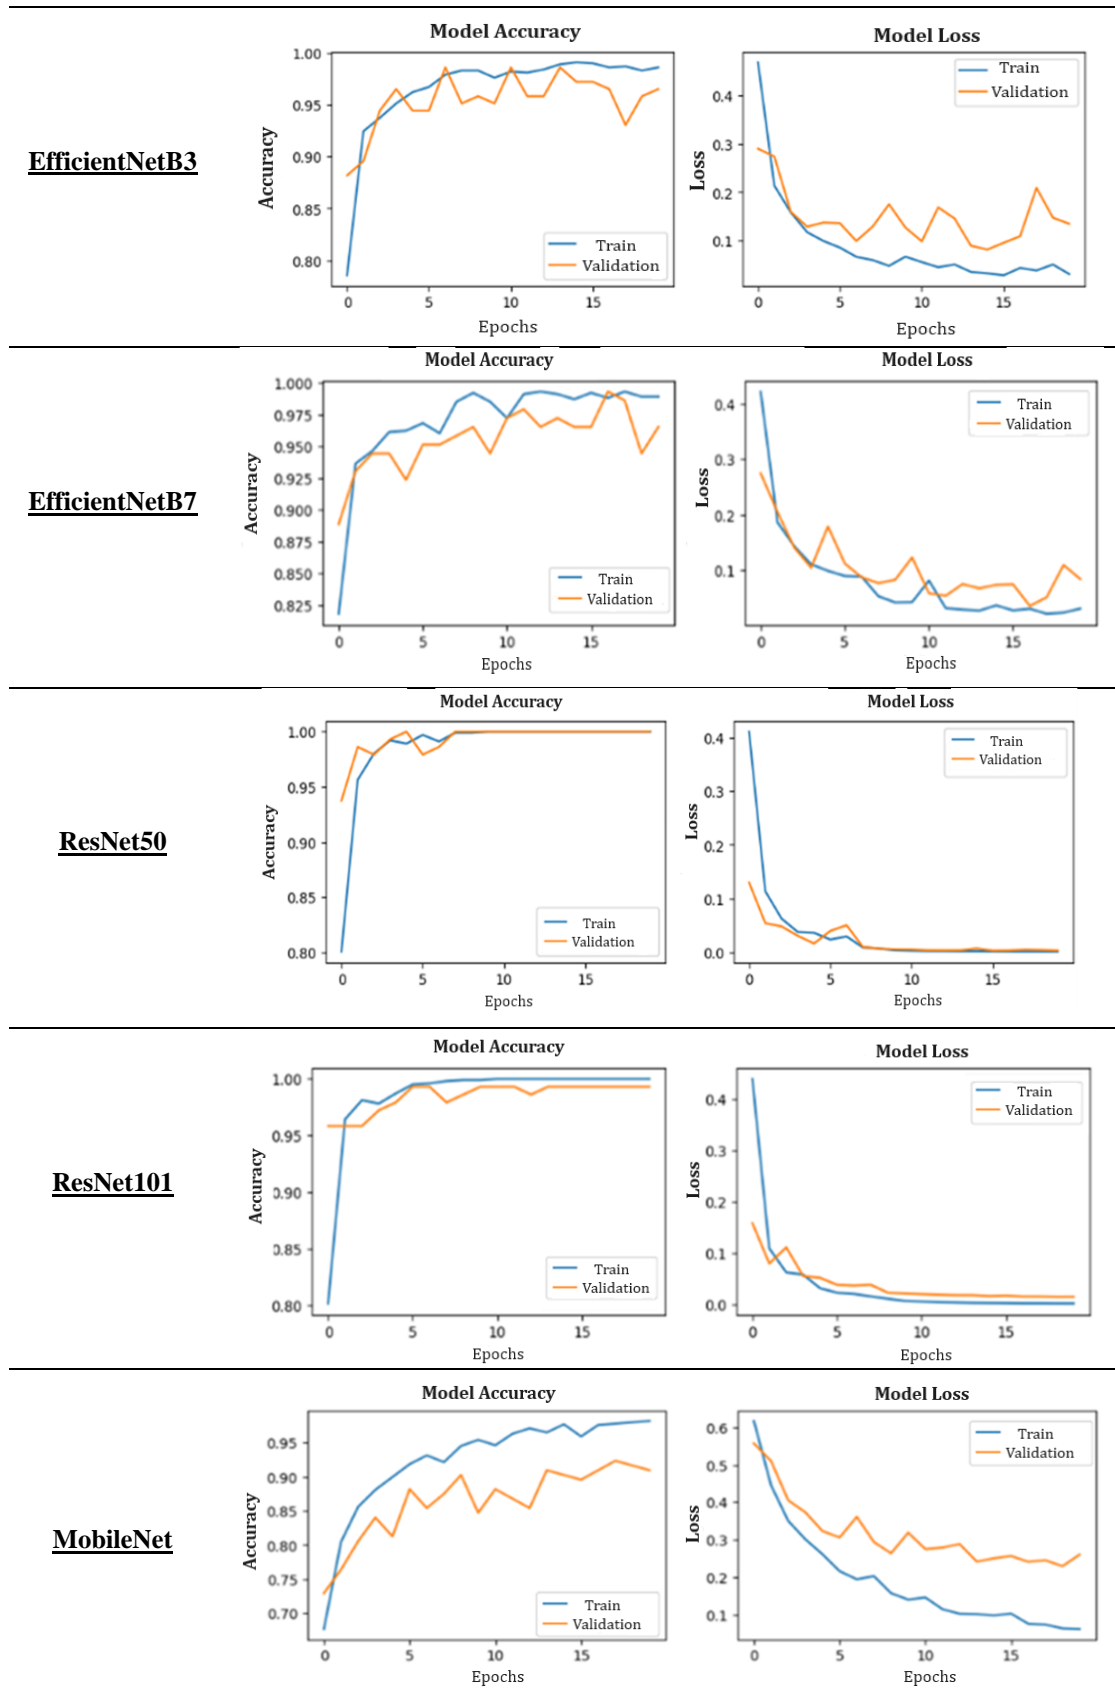 Model Accuracy
Model Loss
EfficientNetB3
Accuracy
1.00
0.95
0.90
0.85
0.80
0
5
10
15
Epochs
Train
Validation
Loss
0.4
0.3
0.2
0.1
0
5
10
15
Epochs
Train
Validation
Model Accuracy
Model Loss
EfficientNetB7
Accuracy
1.000
0.975
0.950
0.925
0.900
0.875
0.850
0.825
0
5
10
15
Epochs
Train
Validation
Loss
0.4
0.3
0.2
0.1
0
5
10
15
Epochs
Train
Validation
Model Accuracy
Model Loss
ResNet50
Accuracy
1.00
0.95
0.90
0.85
0.80
0
5
10
15
Epochs
Train
Validation
Loss
0.4
0.3
0.2
0.1
0.0
0
5
10
15
Epochs
Train
Validation
Model Accuracy
Model Loss
ResNet101
Accuracy
1.00
0.95
0.90
0.85
0.80
0
5
10
15
Epochs
Train
Validation
Loss
0.4
0.3
0.2
0.1
0.0
0
5
10
15
Epochs
Train
Validation
Model Accuracy
Model Loss
MobileNet
Accuracy
0.95
0.90
0.85
0.80
0.75
0.70
0
5
10
15
Epochs
Train
Validation
Loss
0.6
0.5
0.4
0.3
0.2
0.1
0
5
10
15
Epochs
Train
Validation